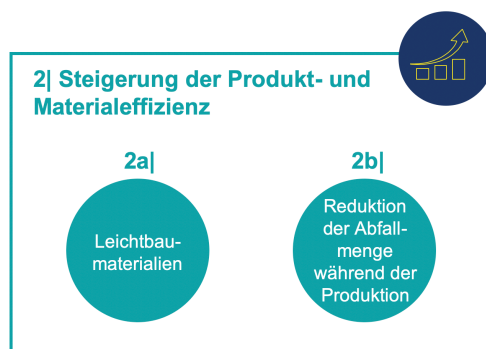 2| Steigerung der Produkt- und
Materialeffizienz
2a|
Leichtbau-
materialien
2b|
Reduktion
der Abfall-
menge
während der
Produktion